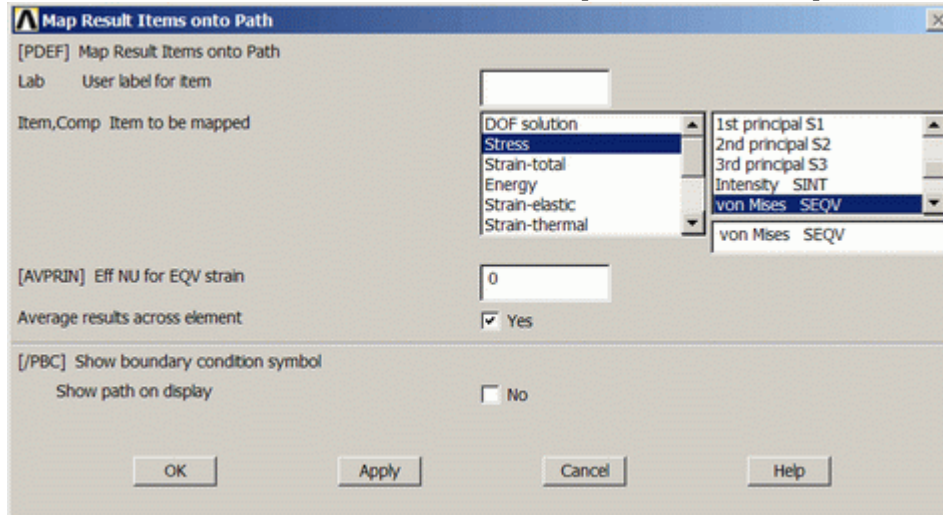 Map Result Items onto Path
[PDEF] Map Result Items onto Path
Lab User label for item
Item,Comp Item to be mapped
DOF solution
Stress
Strain-total
Energy
Strain-elastic
Strain-thermal
1st principal S1
2nd principal S2
3rd principal S3
Intensity SINT
von Mises SEQV
von Mises SEQV
[AVPRIN] Eff NU for EQV strain
0
Average results across element
Yes
[/PBC] Show boundary condition symbol
Show path on display
No
OK Apply Cancel Help